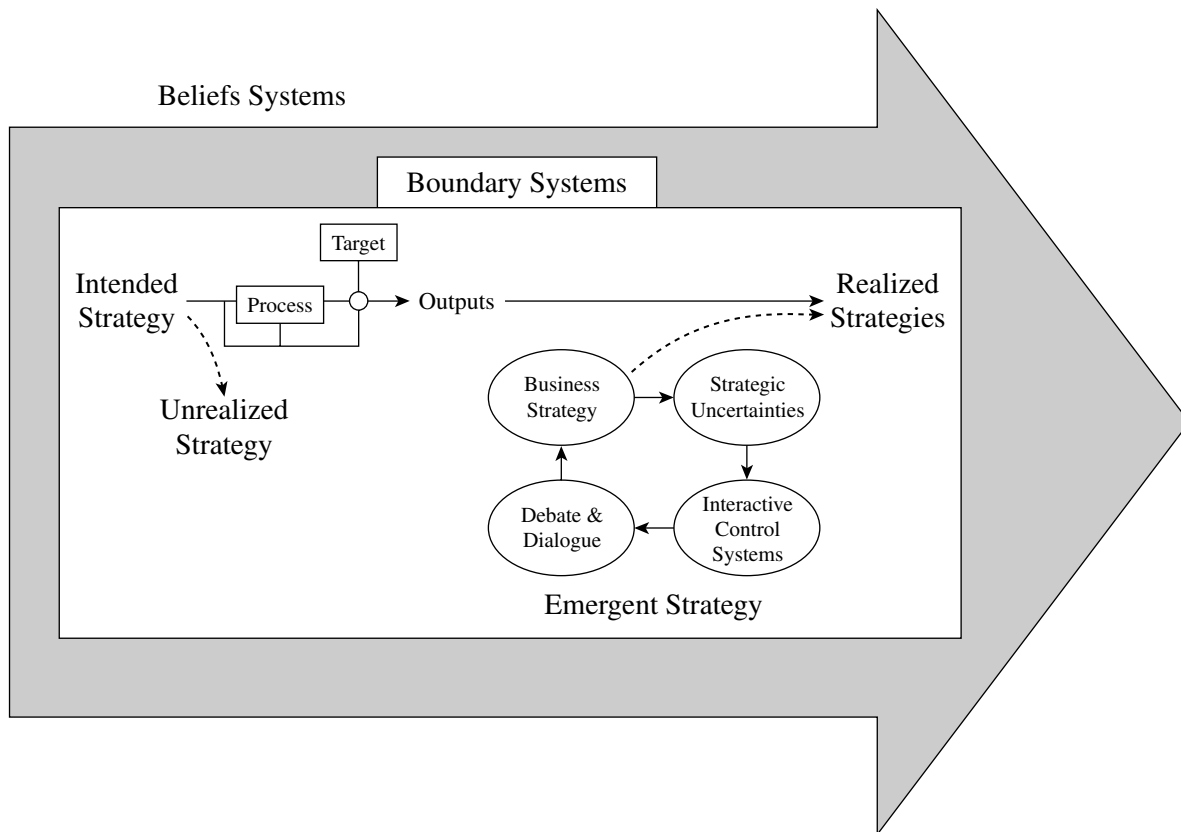 Beliefs Systems
Boundary Systems
Target
Intended
Strategy
Process
Outputs
Realized
Strategies
Unrealized
Strategy
Business
Strategy
Strategic
Uncertainties
Debate &
Dialogue
Interactive
Control
Systems
Emergent Strategy